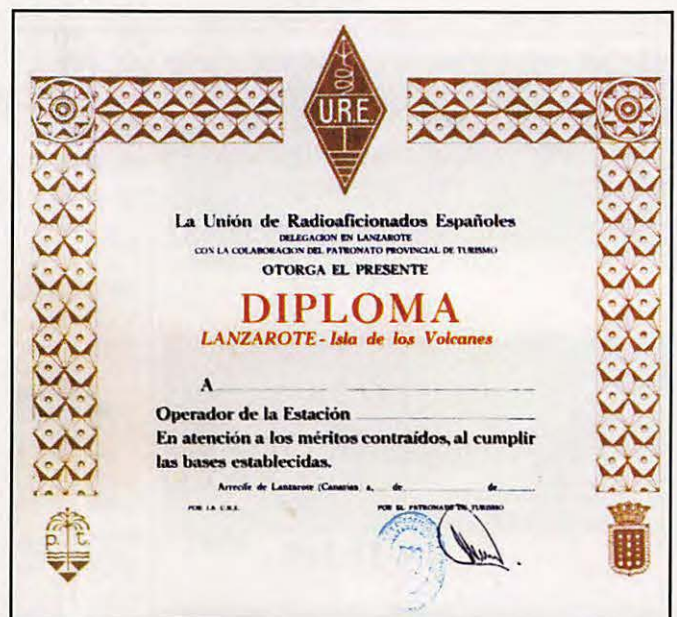 U.R.E.
La Unión de Radioaficionados Españoles
DELEGACION EN LANZAROTE
CON LA COLABORACION DEL PATRONATO PROVINCIAL DE TURISMO
OTORGA EL PRESENTE
DIPLOMA
LANZAROTE - Isla de los Volcanes
A
Operador de la Estación
En atención a los méritos contraídos, al cumplir
las bases establecidas.
Arrecife de Lanzarote (Canarias) a, de de
POR LA U.R.E. POR EL PATRONATO DE TURISMO
p. t.